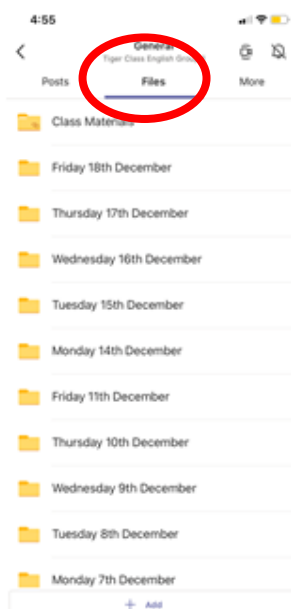 4:55
General
Tiger Class English Group
Posts Files More
Class Materials
Friday 18th December
Thursday 17th December
Wednesday 16th December
Tuesday 15th December
Monday 14th December
Friday 11th December
Thursday 10th December
Wednesday 9th December
Tuesday 8th December
Monday 7th December
+ Add